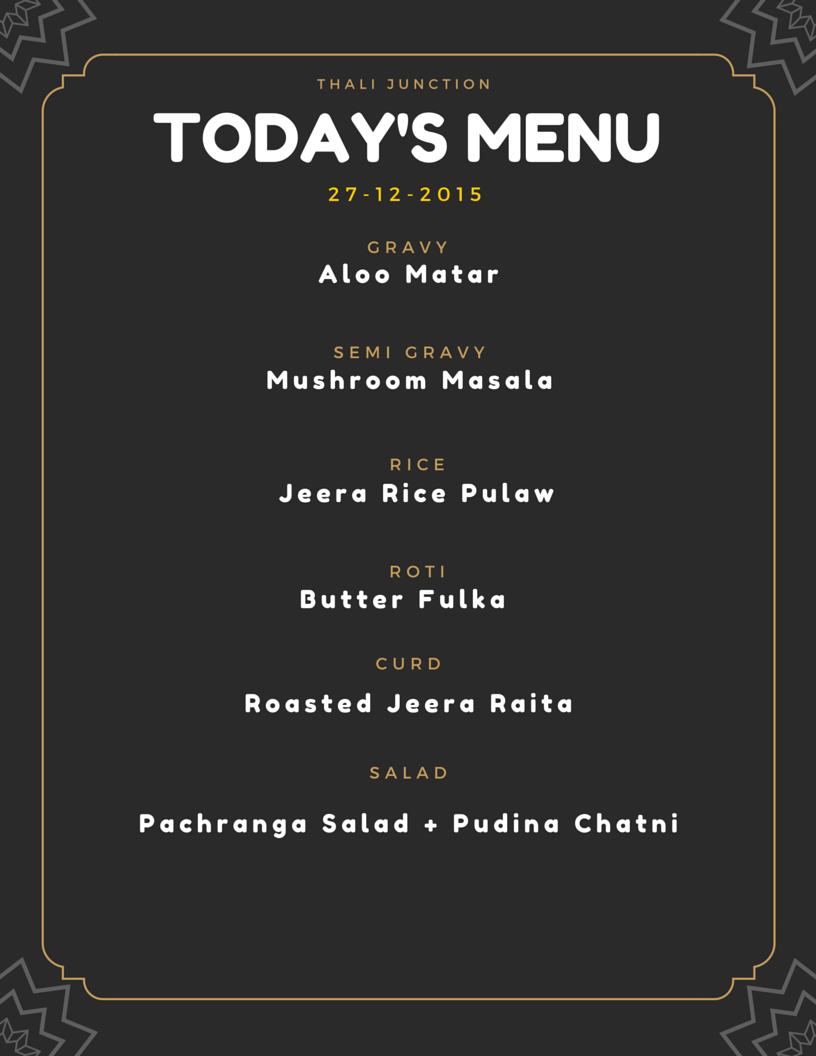 THALI JUNCTION
TODAY'S MENU
27-12-2015
GRAVY
Aloo Matar
SEMI GRAVY
Mushroom Masala
RICE
Jeera Rice Pulaw
ROTI
Butter Fulka
CURD
Roasted Jeera Raita
SALAD
Pachranga Salad + Pudina Chatni